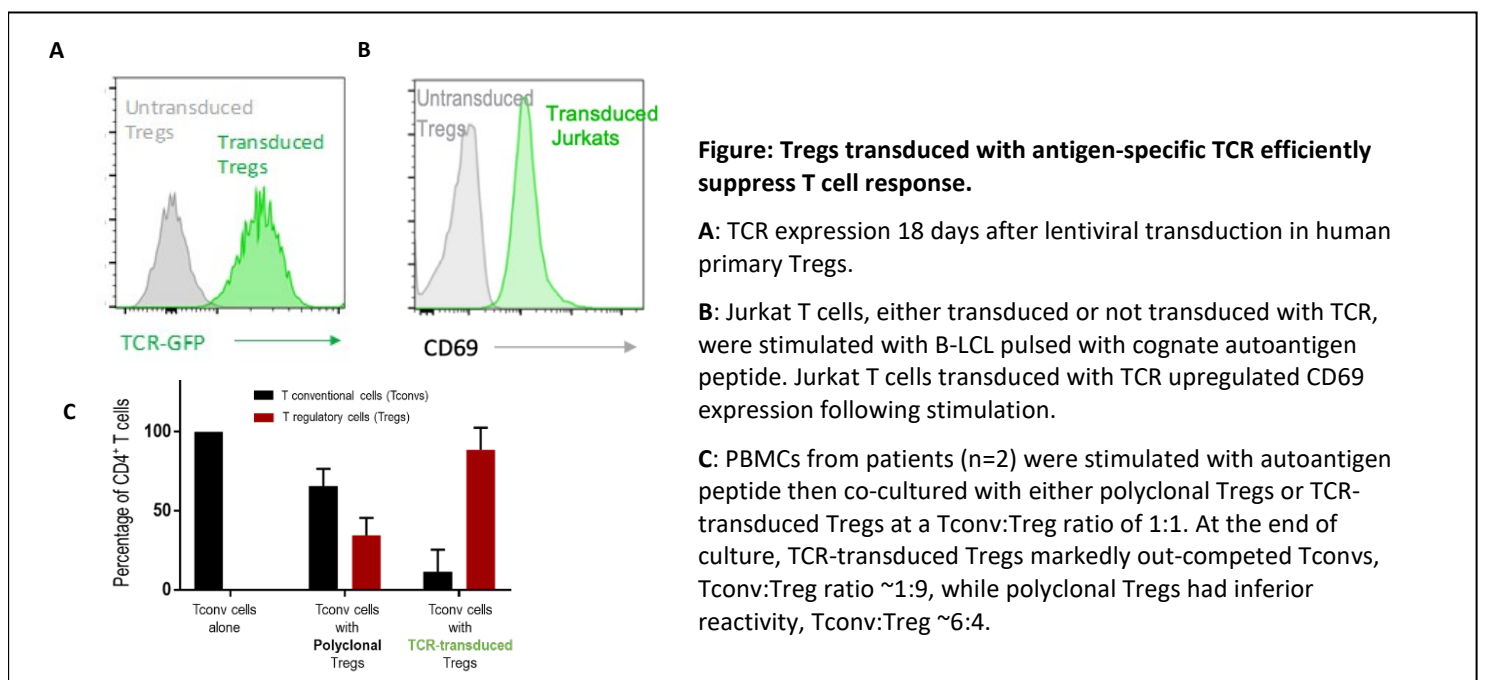 A
B
Untransduced
Tregs
Transduced
Tregs
TCR-GFP
Untransduced
Tregs
Transduced
Jurkats
CD69
C
Percentage of CD4⁺ T cells
100
50
0
T conventional cells (Tconvs)
T regulatory cells (Tregs)
Tconv cells
alone
Tconv cells
with
Polyclonal
Tregs
Tconv cells
with
TCR-transduced
Tregs
Figure: Tregs transduced with antigen-specific TCR efficiently
suppress T cell response.
A: TCR expression 18 days after lentiviral transduction in human
primary Tregs.
B: Jurkat T cells, either transduced or not transduced with TCR,
were stimulated with B-LCL pulsed with cognate autoantigen
peptide. Jurkat T cells transduced with TCR upregulated CD69
expression following stimulation.
C: PBMCs from patients (n=2) were stimulated with autoantigen
peptide then co-cultured with either polyclonal Tregs or TCR-
transduced Tregs at a Tconv:Treg ratio of 1:1. At the end of
culture, TCR-transduced Tregs markedly out-competed Tconvs,
Tconv:Treg ratio ~1:9, while polyclonal Tregs had inferior
reactivity, Tconv:Treg ~6:4.